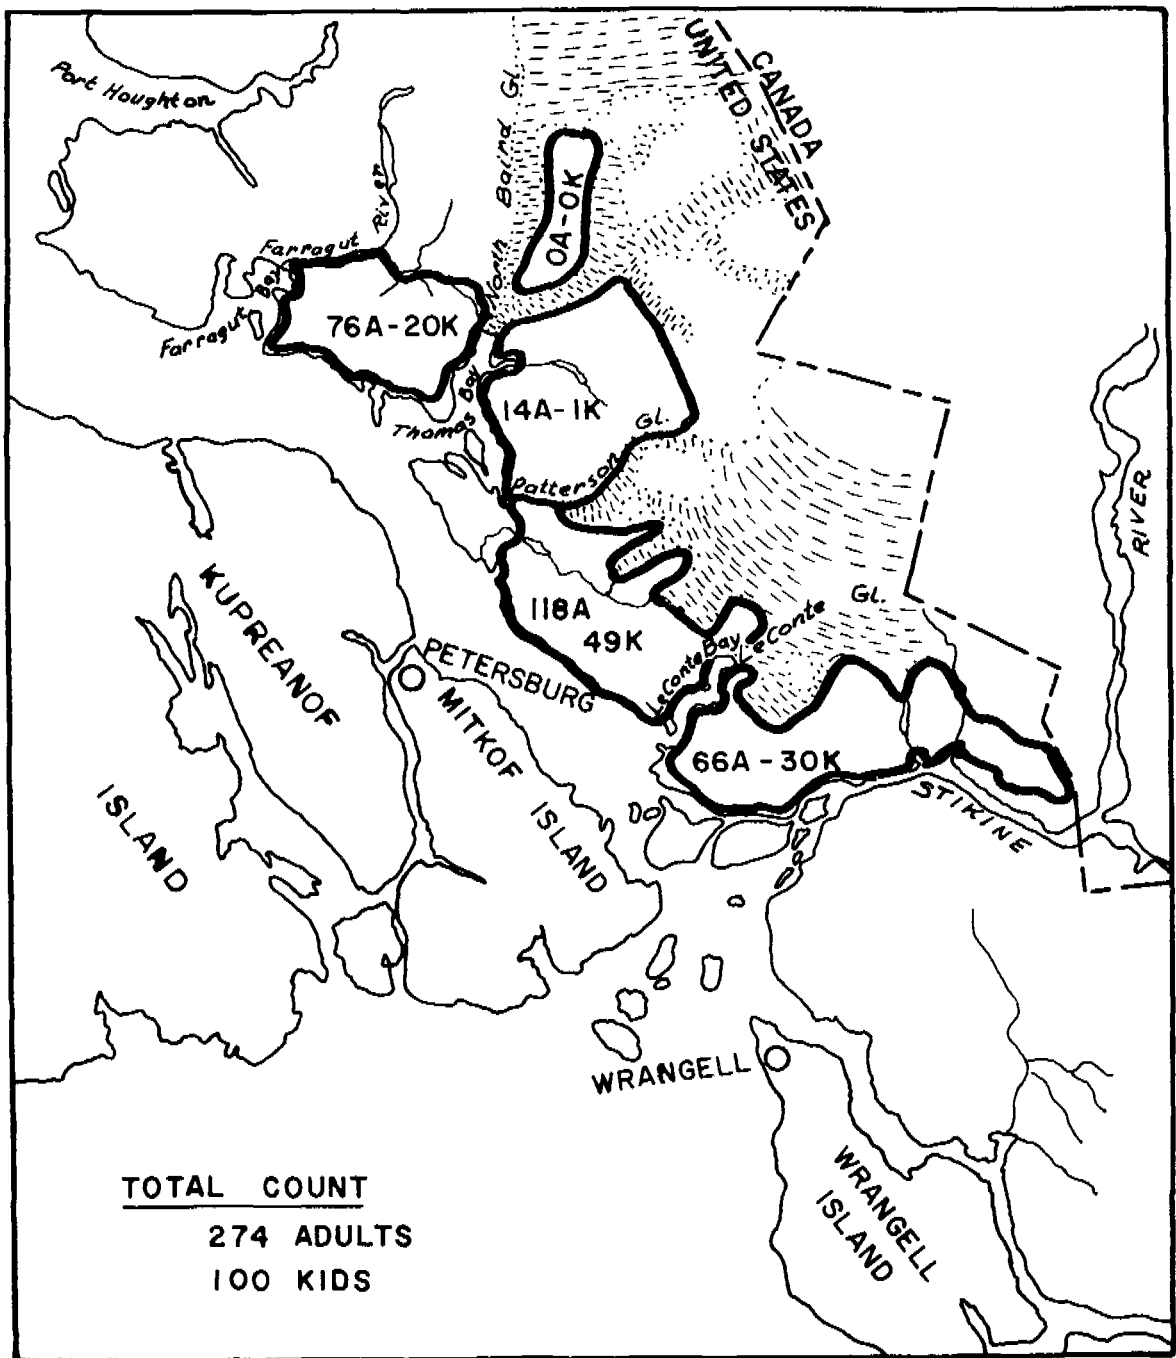 Port Houghton
CANADA
UNITED STATES
North Baird Gl.
River
Farragut
Farragut Bay
0A-0K
76A-20K
Thomas Bay
14A-1K
Patterson Gl.
118A
49K
LeConte Bay
LeConte Gl.
66A-30K
STIKINE
RIVER
KUPREANOF
ISLAND
PETERSBURG
MITKOF
ISLAND
WRANGELL
WRANGELL
ISLAND
TOTAL COUNT
274 ADULTS
100 KIDS